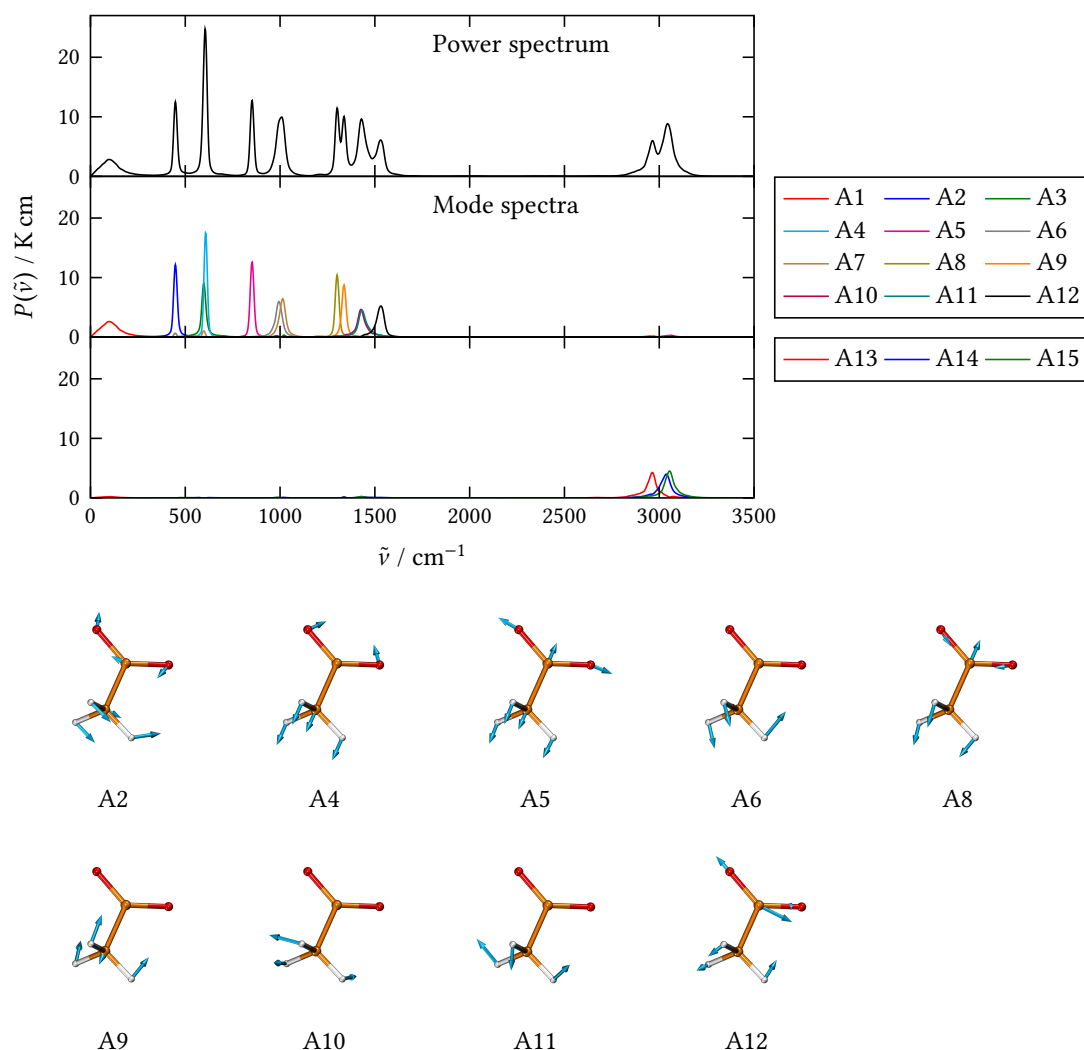 Power spectrum
20
10
0
Mode spectra
20
10
0
20
10
0
P(ν̃) / K cm
0 500 1000 1500 2000 2500 3000 3500
ν̃ / cm⁻¹
A1 A2 A3
A4 A5 A6
A7 A8 A9
A10 A11 A12
A13 A14 A15
A2 A4 A5 A6 A8
A9 A10 A11 A12